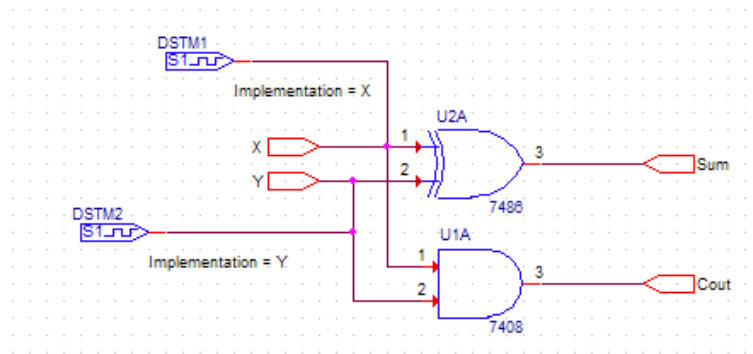 DSTM1
S1
Implementation = X
U2A
X
1
3
Sum
Y
2
7486
DSTM2
S1
U1A
Implementation = Y
1
3
Cout
2
7408